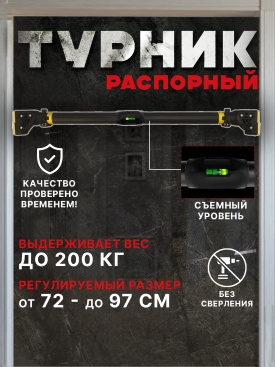 ТУРНИК
РАСПОРНЫЙ
КАЧЕСТВО
ПРОВЕРЕНО
ВРЕМЕНЕМ!
СЪЕМНЫЙ
УРОВЕНЬ
ВЫДЕРЖИВАЕТ ВЕС
ДО 200 КГ
РЕГУЛИРУЕМЫЙ РАЗМЕР
от 72 - до 97 СМ
БЕЗ
СВЕРЛЕНИЯ